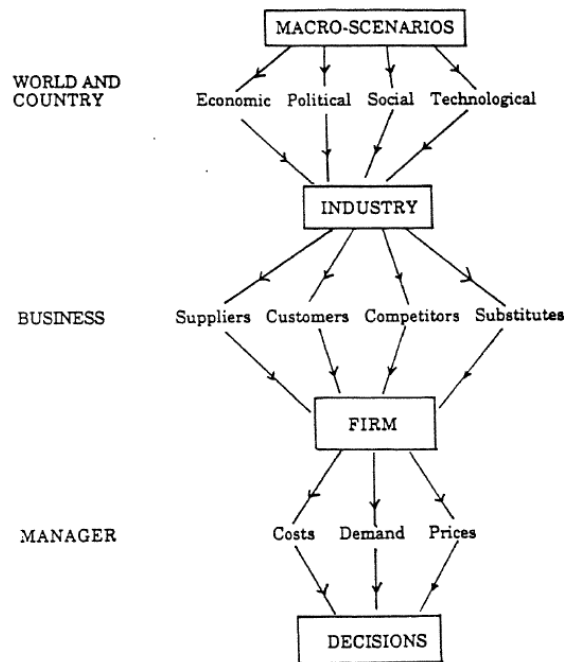 MACRO-SCENARIOS
WORLD AND
COUNTRY
Economic Political Social Technological
INDUSTRY
BUSINESS
Suppliers Customers Competitors Substitutes
FIRM
MANAGER
Costs Demand Prices
DECISIONS